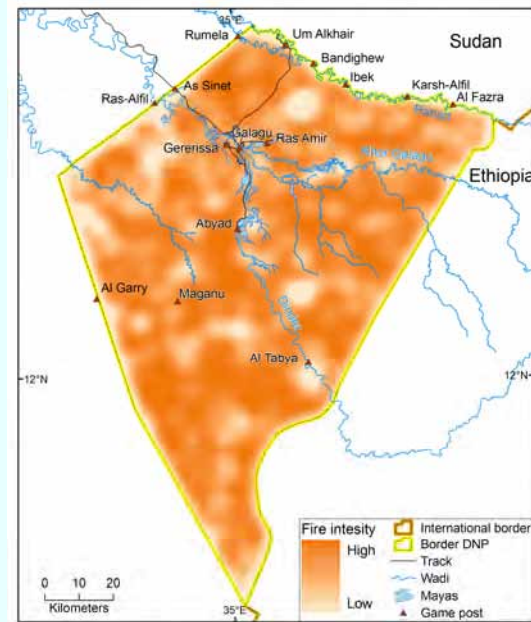 35°E
Rumela
Um Alkhair
Sudan
Bandighew
Ibek
As Sinet
Karsh-Alfil
Ras-Alfil
Al Fazra
Galagu
Ras Amir
Gererissa
Ethiopia
Abyad
Al Garry
Maganu
Al Tabya
12°N
12°N
Fire intesity
High
Low
International border
Border DNP
Track
Wadi
Mayas
Game post
0 10 20
Kilometers
35°E